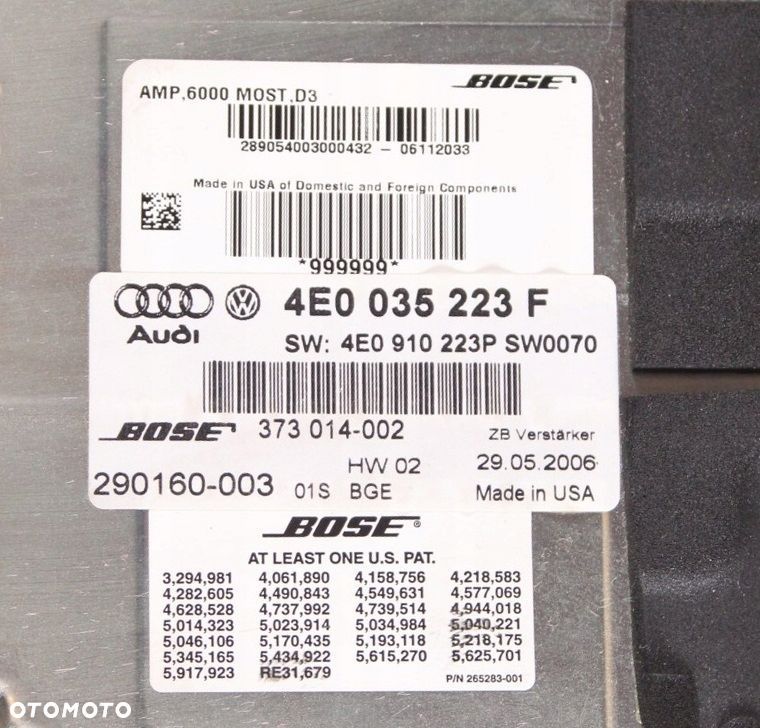 BOSE
AMP,6000 MOST,D3
289054003000432 - 06112033
Made in USA of Domestic and Foreign Components
*999999*
Audi
4E0 035 223 F
SW: 4E0 910 223P SW0070
BOSE 373 014-002
ZB Verstärker
HW 02 29.05.2006
290160-003 01S BGE Made in USA
BOSE®
AT LEAST ONE U.S. PAT.
3,294,981 4,061,890 4,158,756 4,218,583
4,282,605 4,490,843 4,549,631 4,577,069
4,628,528 4,737,992 4,739,514 4,944,018
5,014,323 5,023,914 5,034,984 5,040,221
5,046,106 5,170,435 5,193,118 5,218,175
5,345,165 5,434,922 5,615,270 5,625,701
5,917,923 RE31,679
P/N 265283-001
OTOMOTO